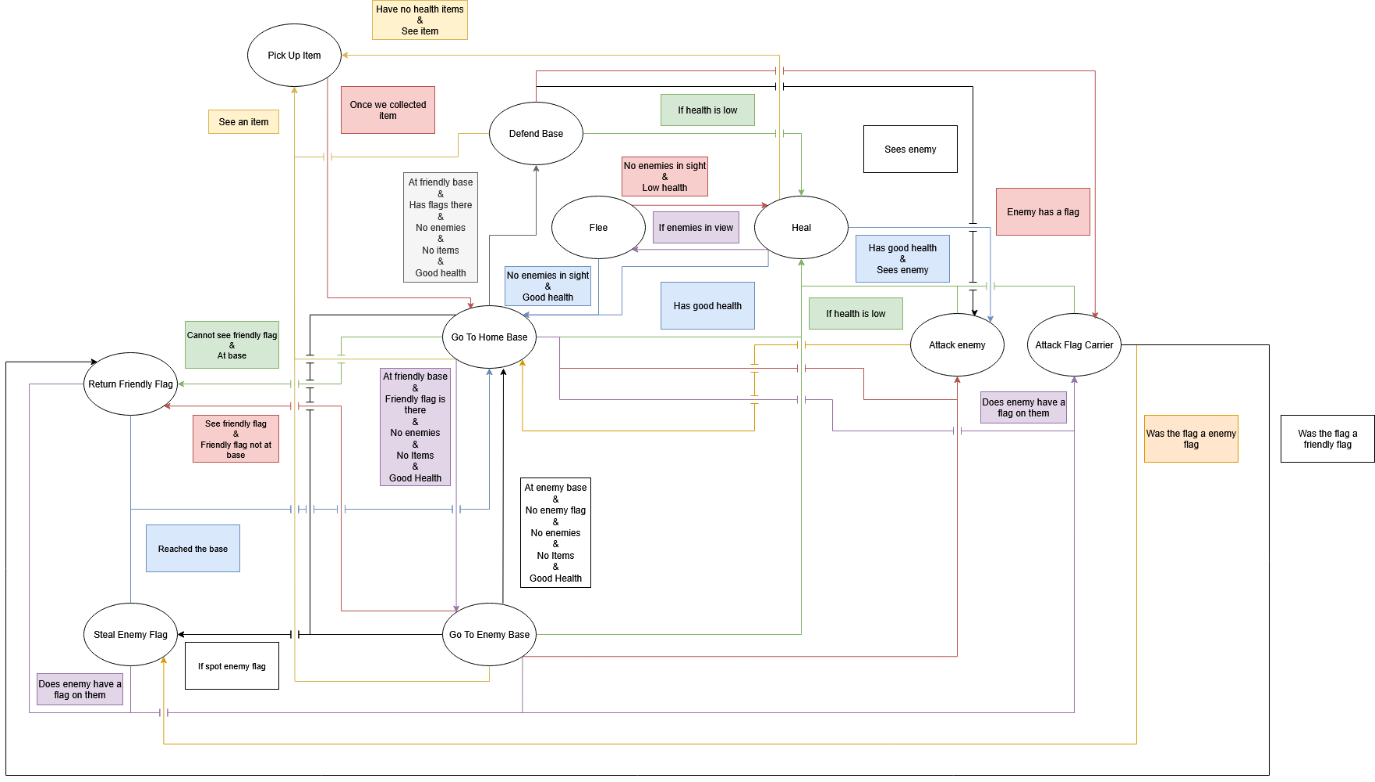 Have no health items
&
See item
Pick Up Item
Once we collected
item
See an item
If health is low
Defend Base
Sees enemy
No enemies in sight
&
Low health
At friendly base
&
Has flags there
&
No enemies
&
No items
&
Good health
Enemy has a flag
Flee
If enemies in view
Heal
Has good health
&
Sees enemy
No enemies in sight
&
Good health
Has good health
If health is low
Cannot see friendly flag
&
At base
Go To Home Base
Attack enemy
Attack Flag Carrier
Return Friendly Flag
At friendly base
&
Friendly flag is
there
&
No enemies
&
No Items
&
Good Health
Does enemy have a
flag on them
See friendly flag
&
Friendly flag not at
base
Was the flag a enemy
flag
Was the flag a
friendly flag
At enemy base
&
No enemy flag
&
No enemies
&
No Items
&
Good Health
Reached the base
Steal Enemy Flag
Go To Enemy Base
If spot enemy flag
Does enemy have a
flag on them